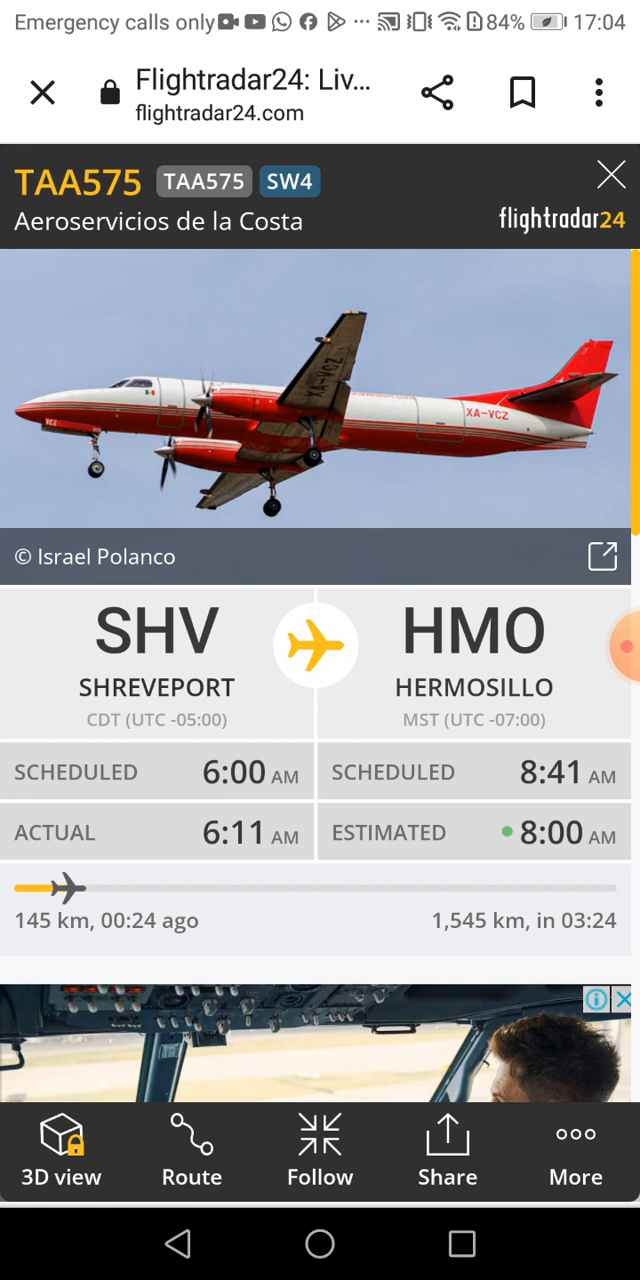 Emergency calls only 84% 17:04
Flightradar24: Liv...
flightradar24.com
TAA575 TAA575 SW4
Aeroservicios de la Costa
flightradar24
XA-VCZ
XA-VCZ
VCZ
© Israel Polanco
SHV HMO
SHREVEPORT HERMOSILLO
CDT (UTC -05:00) MST (UTC -07:00)
SCHEDULED 6:00 AM SCHEDULED 8:41 AM
ACTUAL 6:11 AM ESTIMATED 8:00 AM
145 km, 00:24 ago 1,545 km, in 03:24
3D view Route Follow Share More